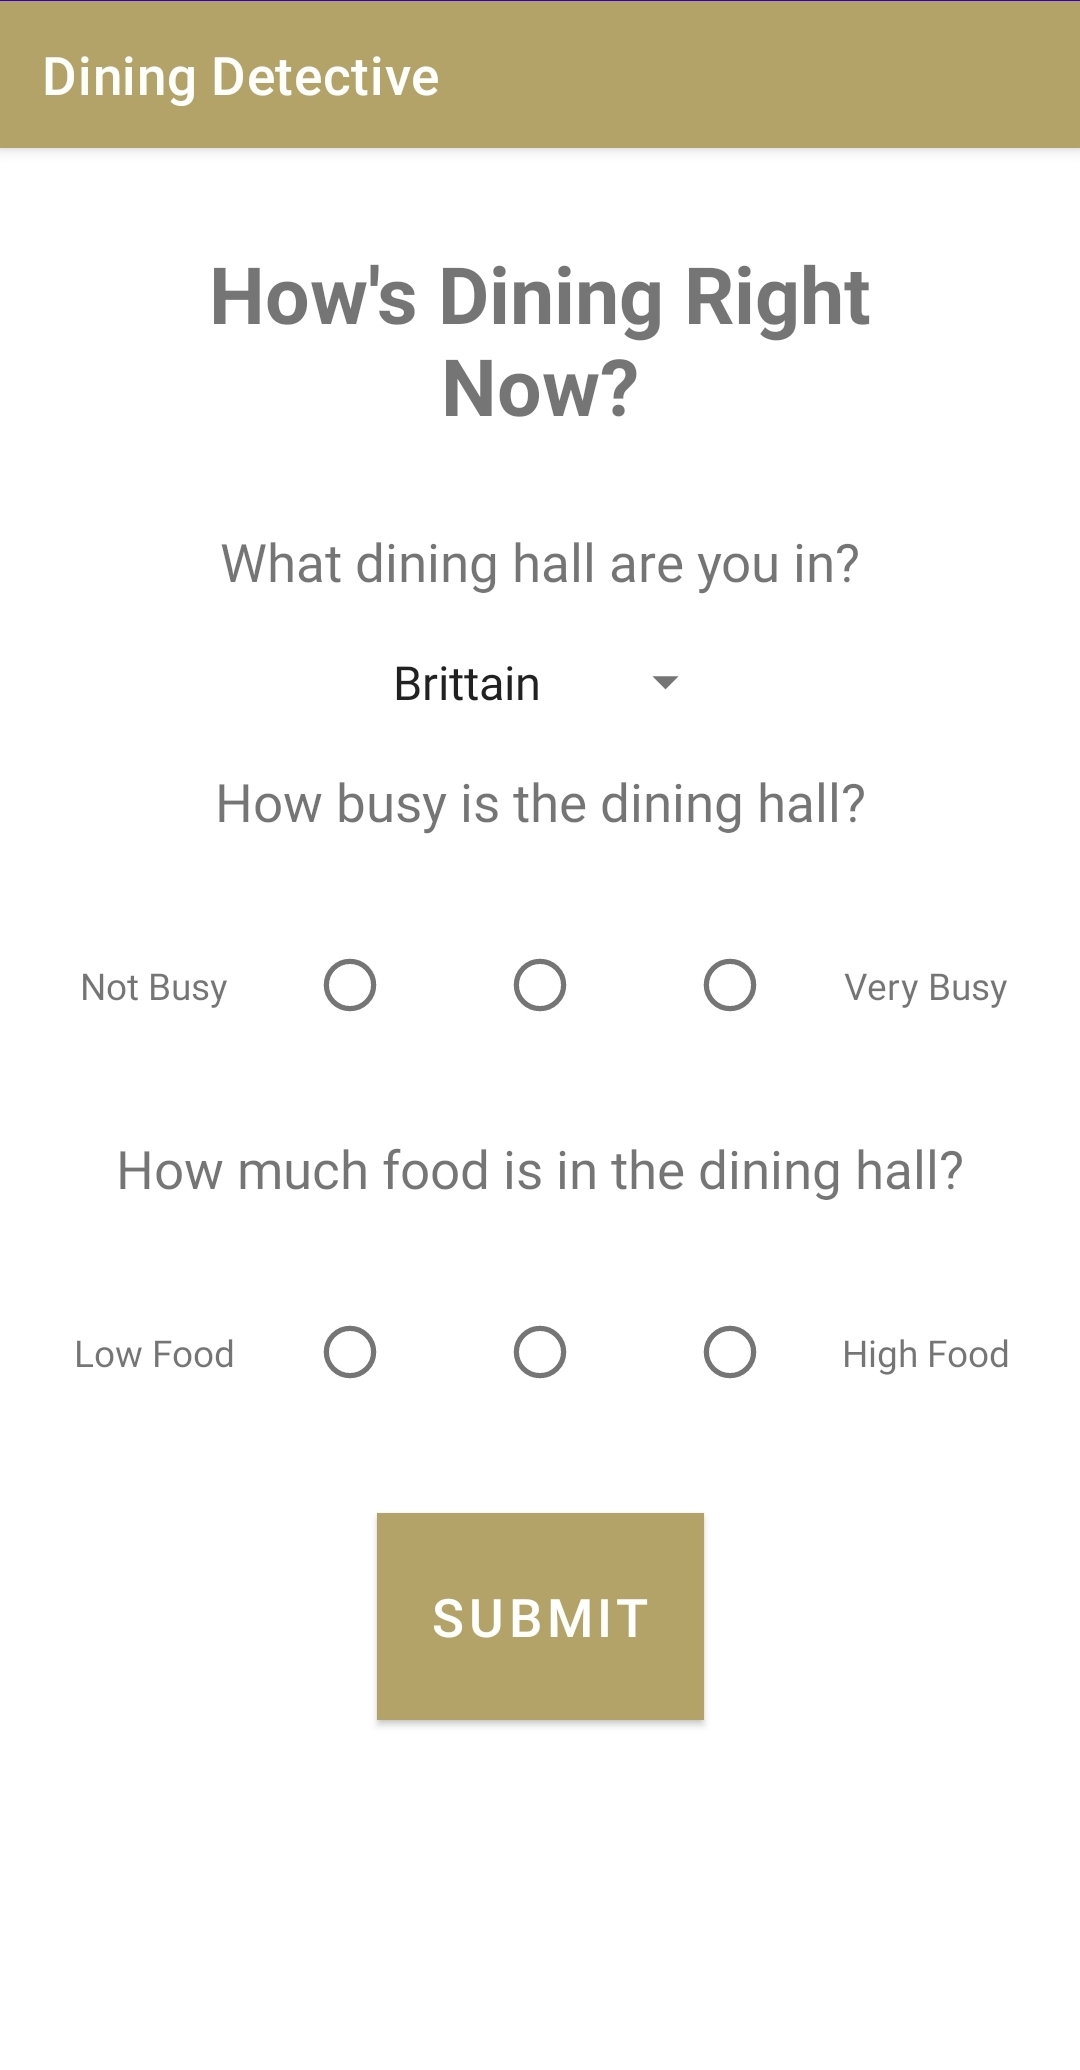 Dining Detective
How's Dining Right
Now?
What dining hall are you in?
Brittain
How busy is the dining hall?
Not Busy Very Busy
How much food is in the dining hall?
Low Food High Food
SUBMIT